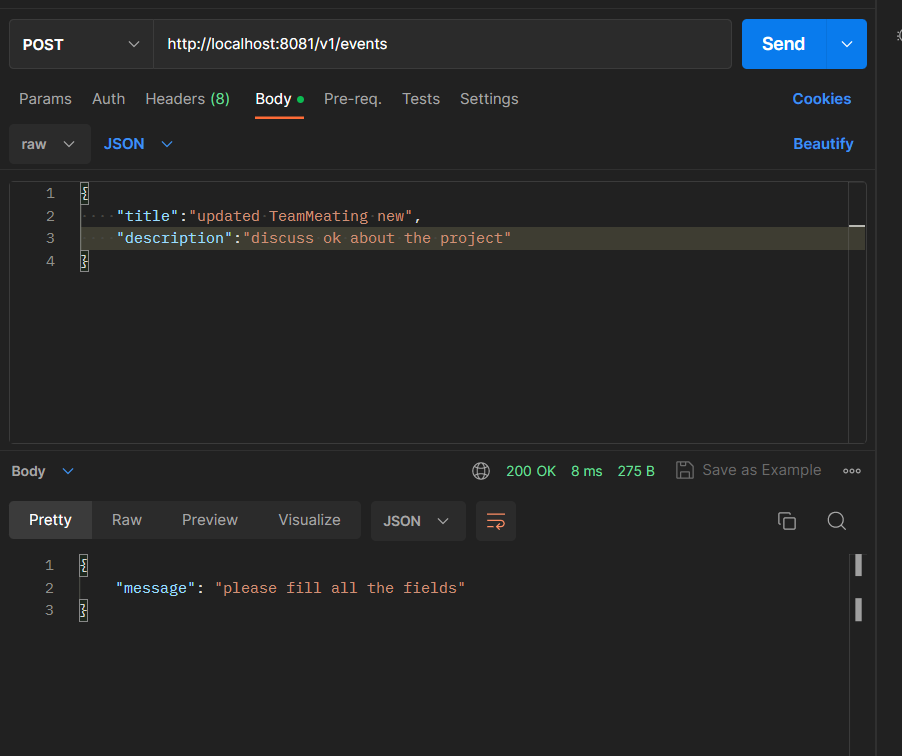 POST http://localhost:8081/v1/events Send
Params Auth Headers (8) Body Pre-req. Tests Settings Cookies
raw JSON Beautify
1 {
2 "title":"updated TeamMeating new",
3 "description":"discuss ok about the project"
4 }
Body 200 OK 8 ms 275 B Save as Example
Pretty Raw Preview Visualize JSON
1 {
2 "message": "please fill all the fields"
3 }